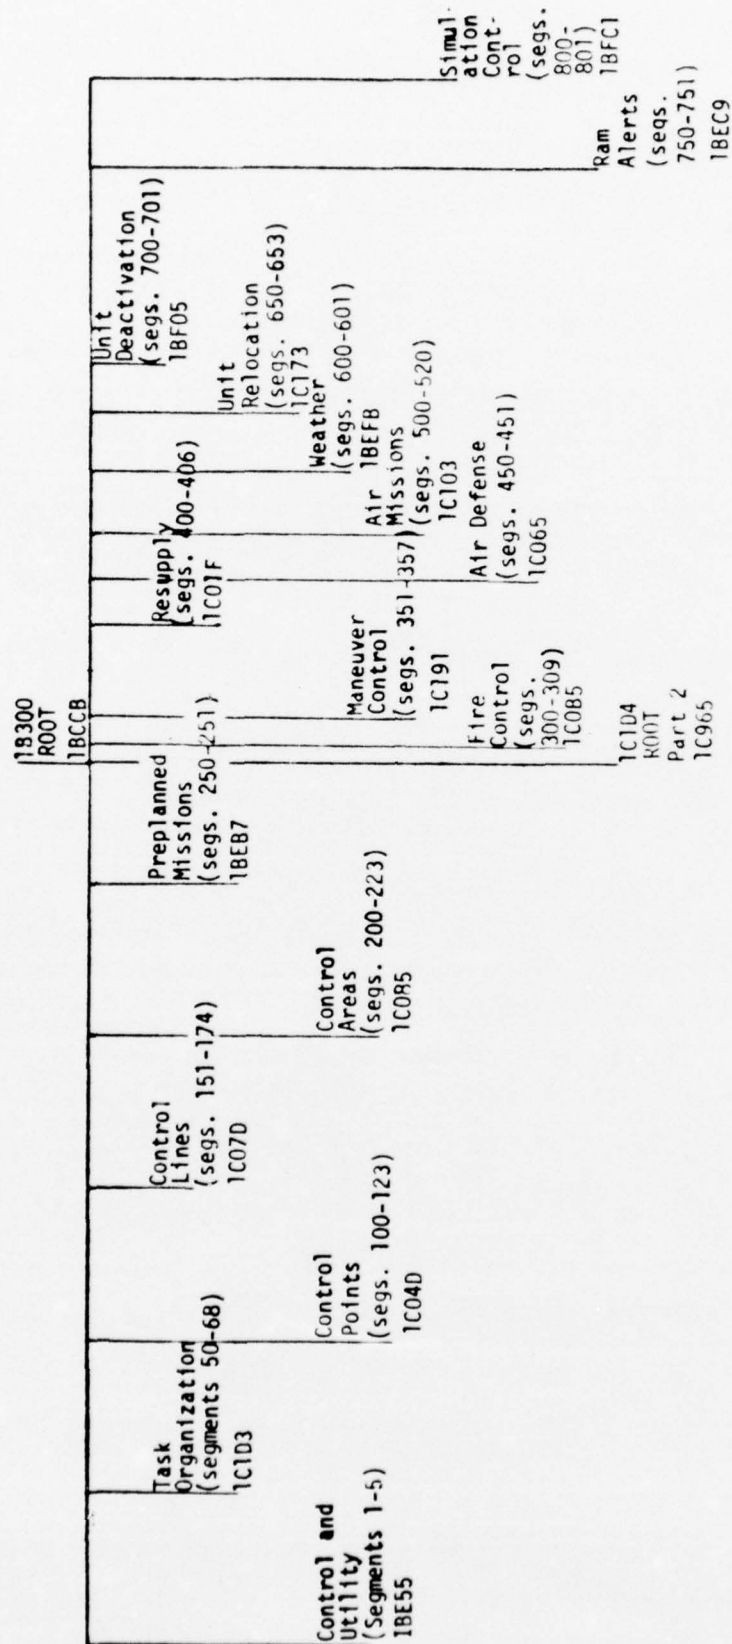 1B300
ROOT
1BCCB
Control and
Utility
(Segments 1-5)
1BE55
Task
Organization
(segments 50-68)
1C1D3
Control
Points
(segs. 100-123)
1C04D
Control
Lines
(segs. 151-174)
1C07D
Control
Areas
(segs. 200-223)
1C0B5
Preplanned
Missions
(segs. 250-251)
1BEB7
1C1D4
ROOT
Part 2
1C965
Fire
Control
(segs.
300-309)
1C0B5
Maneuver
Control
(segs. 351-357)
1C191
Resupply
(segs. 400-406)
1C01F
Air Defense
(segs. 450-451)
1C065
Air
Missions
(segs. 500-520)
1C103
Weather
(segs. 600-601)
1BEFB
Unit
Relocation
(segs. 650-653)
1C173
Unit
Deactivation
(segs. 700-701)
1BF05
Ram
Alerts
(segs.
750-751)
1BEC9
Simul-
ation
Cont-
rol
(segs.
800-
801)
1BFC1